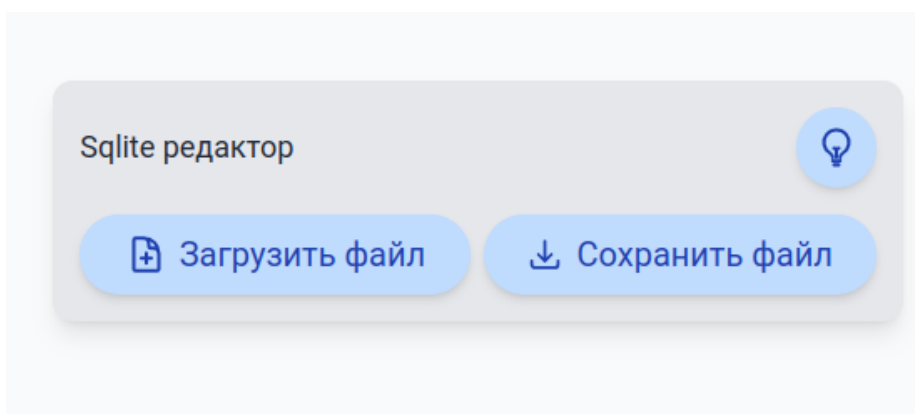 Sqlite редактор
Загрузить файл
Сохранить файл